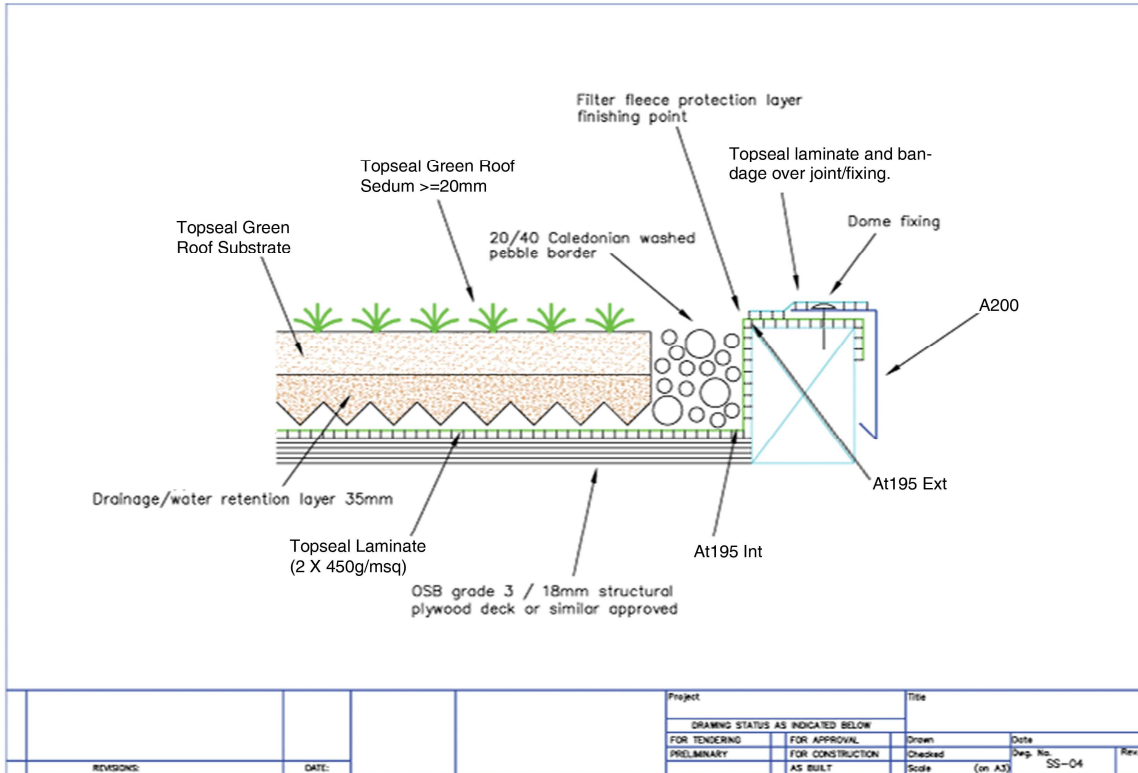 Filter fleece protection layer
finishing point
Topseal laminate and ban-
dage over joint/fixing.
Topseal Green Roof
Sedum >=20mm
Dome fixing
Topseal Green
Roof Substrate
20/40 Caledonian washed
pebble border
A200
Drainage/water retention layer 35mm
At195 Ext
Topseal Laminate
(2 X 450g/msq)
At195 Int
OSB grade 3 / 18mm structural
plywood deck or similar approved
Project
Title
DRAWING STATUS AS INDICATED BELOW
FOR TENDERING
FOR APPROVAL
Drawn
Date
PRELIMINARY
FOR CONSTRUCTION
Checked
Dwg. No.
SS-04
Rev
REVISIONS:
DATE:
AS BUILT
Scale
(on A3)